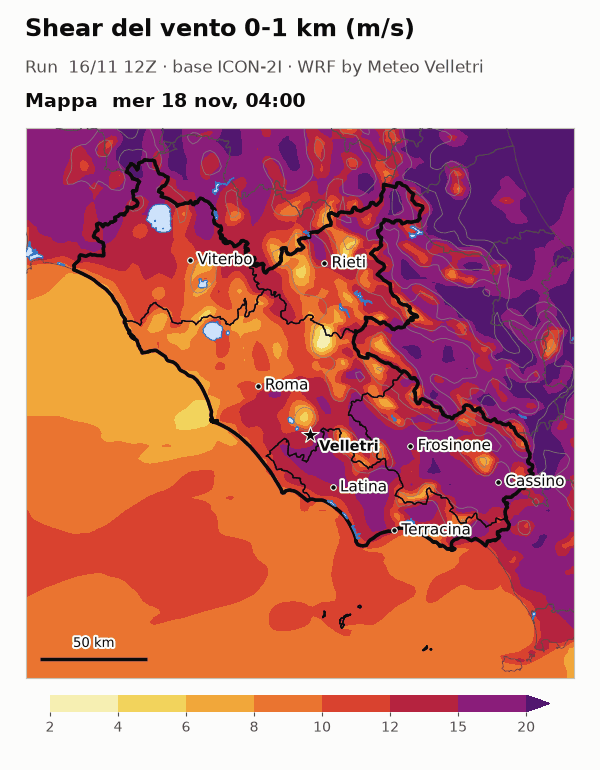 Shear del vento 0-1 km (m/s)
Run  16/11 12Z · base ICON-2I · WRF by Meteo Velletri
Mappa  mer 18 nov, 04:00
Viterbo
Rieti
Roma
Velletri
Frosinone
Latina
Cassino
Terracina
50 km
2 4 6 8 10 12 15 20